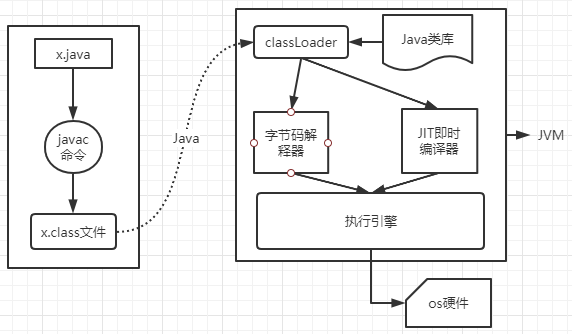 x.java
javac
命令
x.class文件
Java
classLoader
Java类库
字节码解
释器
JIT即时
编译器
执行引擎
JVM
os硬件